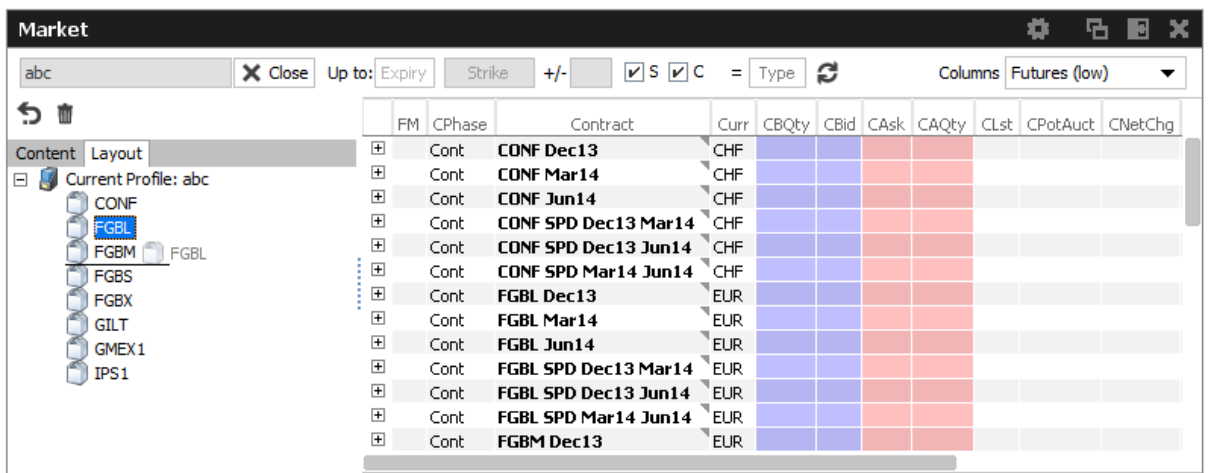 Market
abc Close Up to: Expiry Strike +/- S C = Type Columns Futures (low)
FM CPhase Contract Curr CBQty CBid CAsk CAQty CLst CPotAuct CNetChg
Content Layout
Current Profile: abc
CONF
FGBL
FGBM FGBL
FGBS
FGBX
GILT
GMEX1
IPS1
Cont CONF Dec13 CHF
Cont CONF Mar14 CHF
Cont CONF Jun14 CHF
Cont CONF SPD Dec13 Mar14 CHF
Cont CONF SPD Dec13 Jun14 CHF
Cont CONF SPD Mar14 Jun14 CHF
Cont FGBL Dec13 EUR
Cont FGBL Mar14 EUR
Cont FGBL Jun14 EUR
Cont FGBL SPD Dec13 Mar14 EUR
Cont FGBL SPD Dec13 Jun14 EUR
Cont FGBL SPD Mar14 Jun14 EUR
Cont FGBM Dec13 EUR